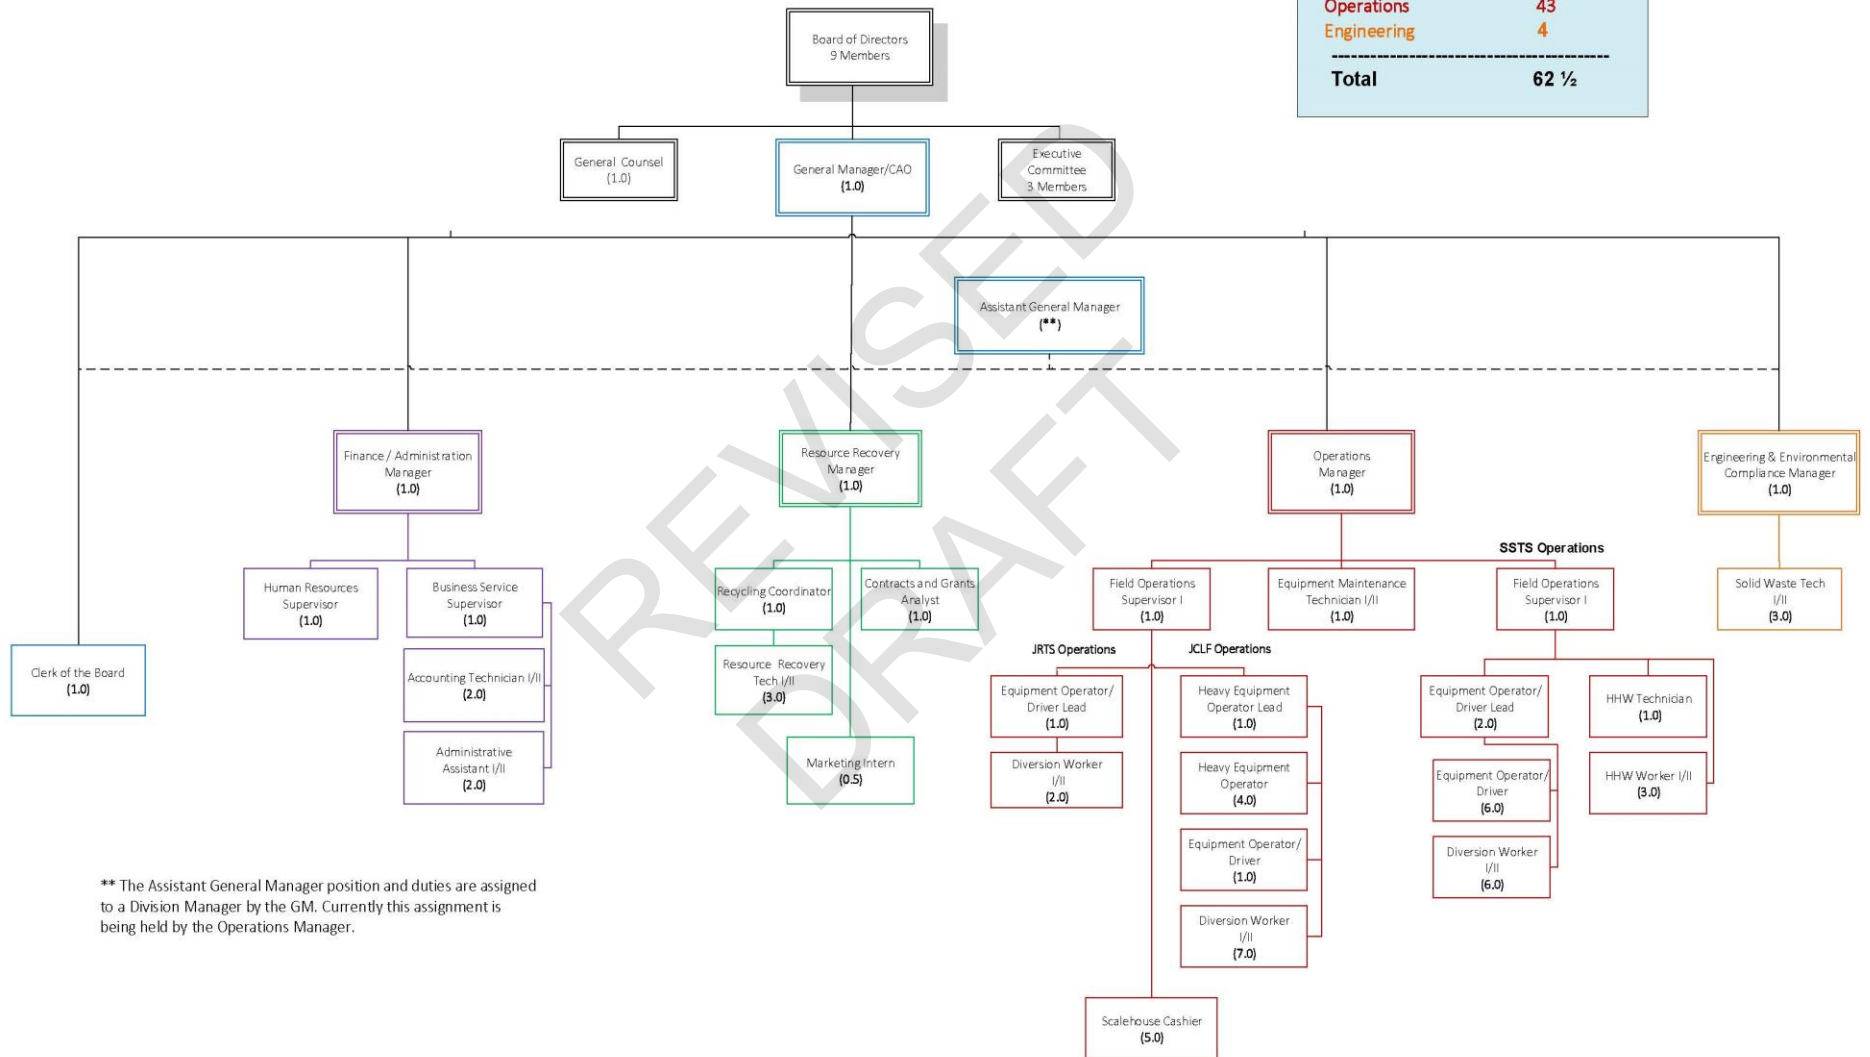 Operations 43
Engineering 4
--------------------------------------------
Total 62 ½
Board of Directors
9 Members
General Counsel
(1.0)
General Manager/CAO
(1.0)
Executive
Committee
3 Members
Assistant General Manager
(**)
Finance / Administration
Manager
(1.0)
Resource Recovery
Manager
(1.0)
Operations
Manager
(1.0)
Engineering & Environmental
Compliance Manager
(1.0)
SSTS Operations
Human Resources
Supervisor
(1.0)
Business Service
Supervisor
(1.0)
Recycling Coordinator
(1.0)
Contracts and Grants
Analyst
(1.0)
Field Operations
Supervisor I
(1.0)
Equipment Maintenance
Technician I/II
(1.0)
Field Operations
Supervisor I
(1.0)
Solid Waste Tech
I/II
(3.0)
Clerk of the Board
(1.0)
Accounting Technician I/II
(2.0)
Administrative
Assistant I/II
(2.0)
Resource Recovery
Tech I/II
(3.0)
Marketing Intern
(0.5)
JRTS Operations
JCLF Operations
Equipment Operator/
Driver Lead
(1.0)
Diversion Worker
I/II
(2.0)
Heavy Equipment
Operator Lead
(1.0)
Heavy Equipment
Operator
(4.0)
Equipment Operator/
Driver
(1.0)
Diversion Worker
I/II
(7.0)
Equipment Operator/
Driver Lead
(2.0)
Equipment Operator/
Driver
(6.0)
Diversion Worker
I/II
(6.0)
HHW Technician
(1.0)
HHW Worker I/II
(3.0)
Scalehouse Cashier
(5.0)
** The Assistant General Manager position and duties are assigned
to a Division Manager by the GM. Currently this assignment is
being held by the Operations Manager.
REVISED
DRAFT